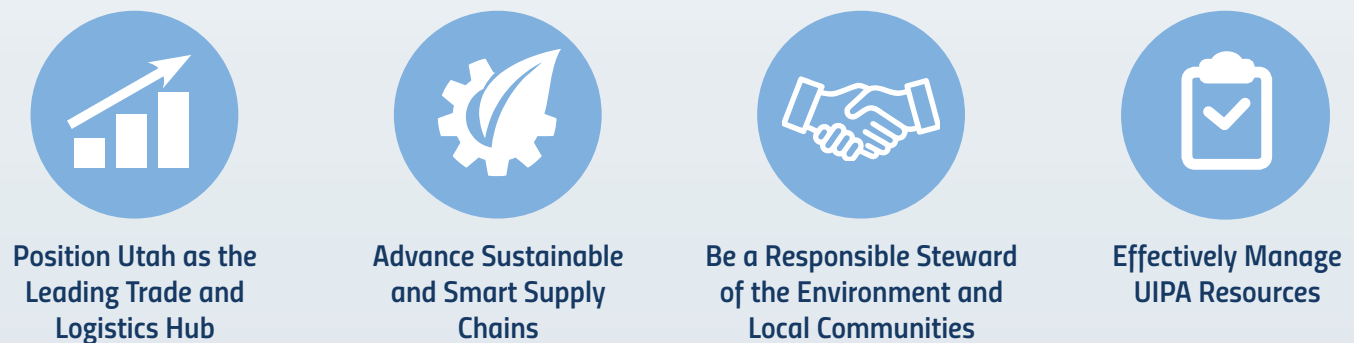 Position Utah as the
Leading Trade and
Logistics Hub
Advance Sustainable
and Smart Supply
Chains
Be a Responsible Steward
of the Environment and
Local Communities
Effectively Manage
UIPA Resources